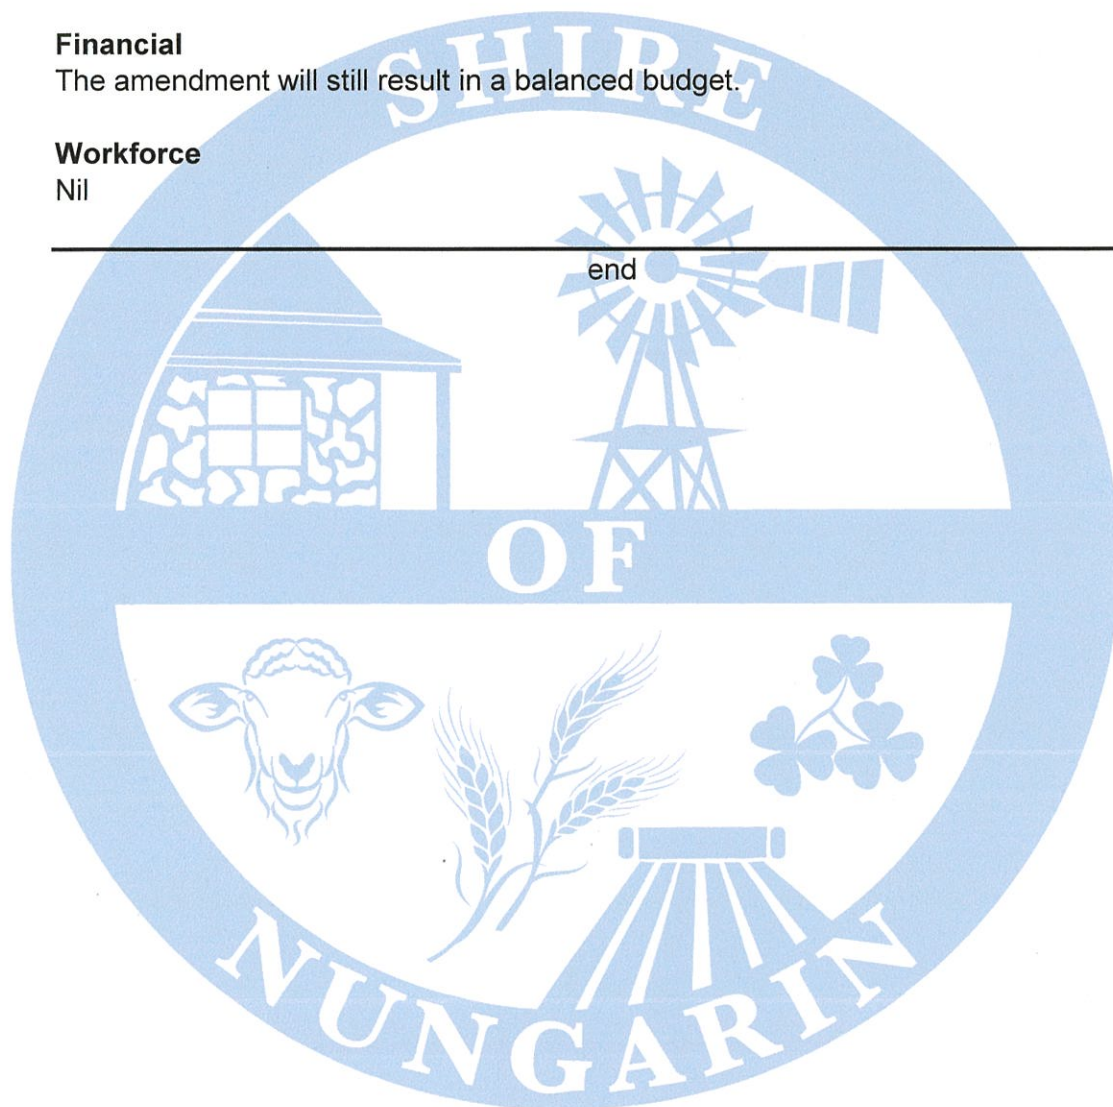 Financial
The amendment will still result in a balanced budget.
Workforce
Nil
end
SHIRE
OF
NUNGARIN